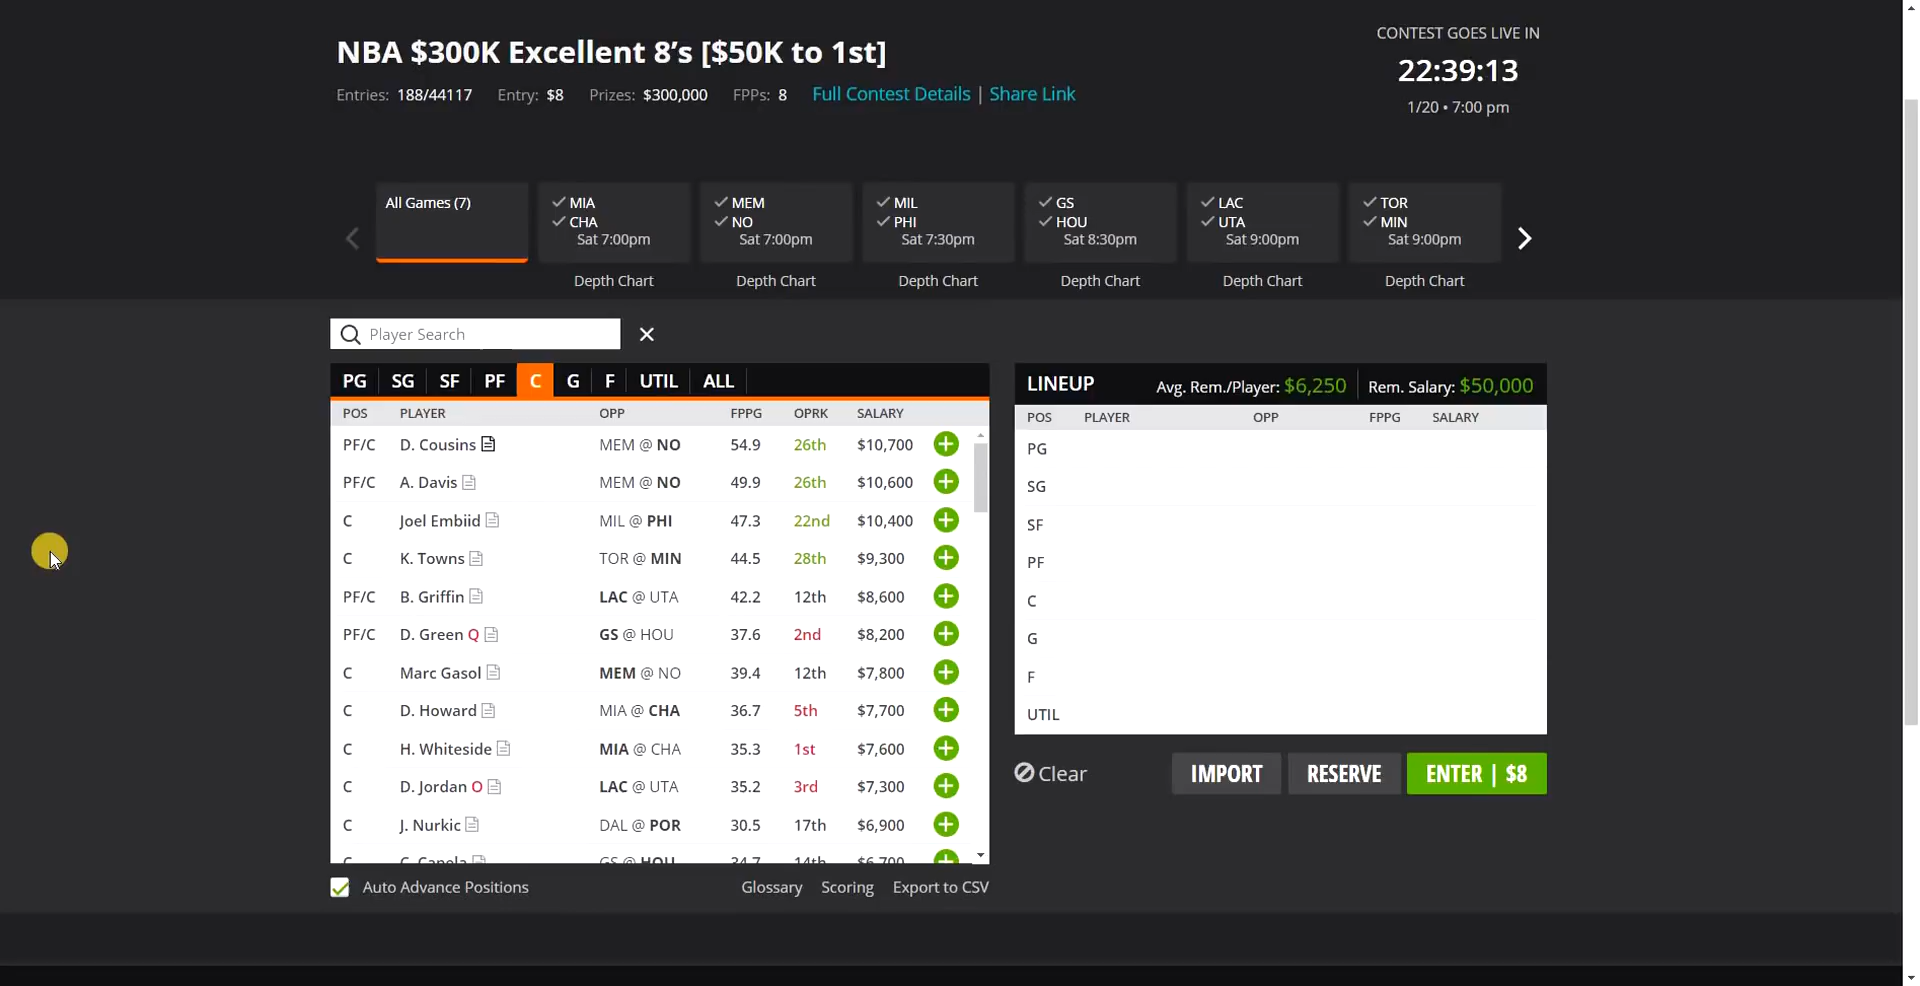 NBA $300K Excellent 8’s [$50K to 1st]
Entries: 188/44117 Entry: $8 Prizes: $300,000 FPPs: 8 Full Contest Details | Share Link
CONTEST GOES LIVE IN
22:39:13
1/20 • 7:00 pm
All Games (7)
MIA
CHA
Sat 7:00pm
Depth Chart
MEM
NO
Sat 7:00pm
Depth Chart
MIL
PHI
Sat 7:30pm
Depth Chart
GS
HOU
Sat 8:30pm
Depth Chart
LAC
UTA
Sat 9:00pm
Depth Chart
TOR
MIN
Sat 9:00pm
Depth Chart
Player Search
PG SG SF PF C G F UTIL ALL
POS PLAYER OPP FPPG OPRK SALARY
PF/C D. Cousins MEM @ NO 54.9 26th $10,700
PF/C A. Davis MEM @ NO 49.9 26th $10,600
C Joel Embiid MIL @ PHI 47.3 22nd $10,400
C K. Towns TOR @ MIN 44.5 28th $9,300
PF/C B. Griffin LAC @ UTA 42.2 12th $8,600
PF/C D. Green Q GS @ HOU 37.6 2nd $8,200
C Marc Gasol MEM @ NO 39.4 12th $7,800
C D. Howard MIA @ CHA 36.7 5th $7,700
C H. Whiteside MIA @ CHA 35.3 1st $7,600
C D. Jordan O LAC @ UTA 35.2 3rd $7,300
C J. Nurkic DAL @ POR 30.5 17th $6,900
C C. Capela GS @ HOU 34.7 14th $6,700
Auto Advance Positions
Glossary Scoring Export to CSV
LINEUP Avg. Rem./Player: $6,250 Rem. Salary: $50,000
POS PLAYER OPP FPPG SALARY
PG
SG
SF
PF
C
G
F
UTIL
Clear
IMPORT RESERVE ENTER | $8